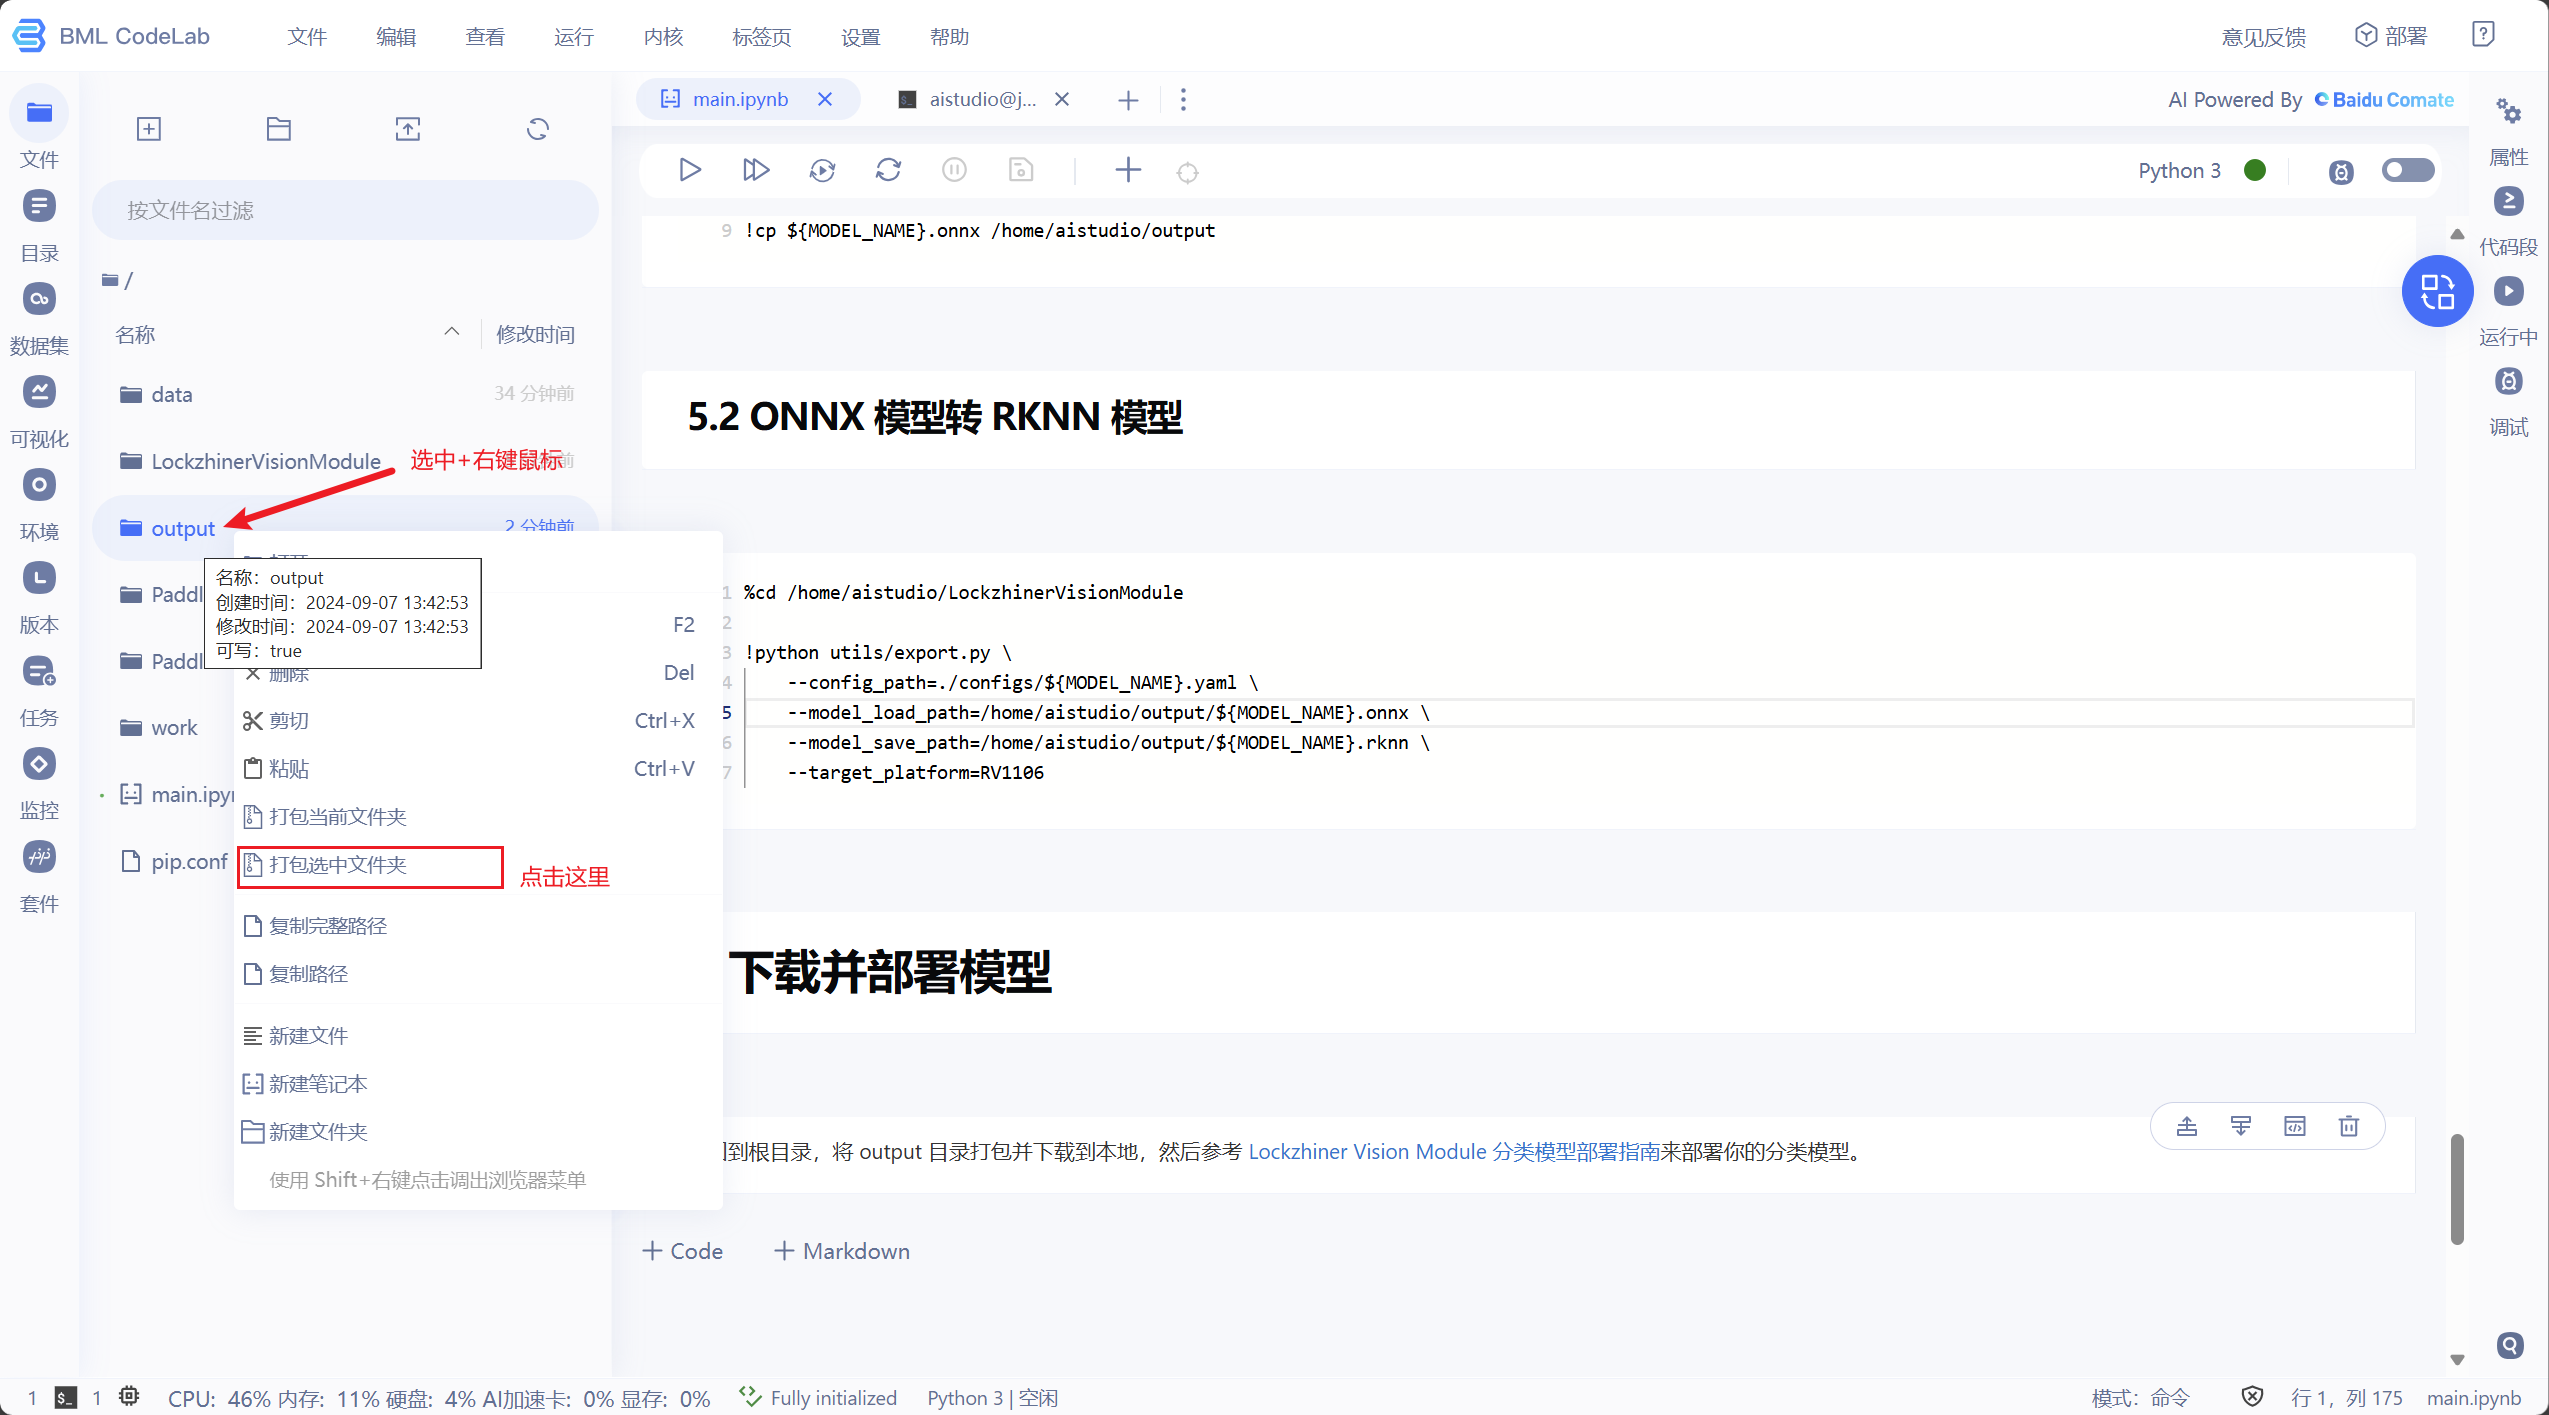 BML CodeLab
文件 编辑 查看 运行 内核 标签页 设置 帮助
意见反馈 部署
文件
目录
数据集
可视化
环境
版本
任务
监控
套件
按文件名过滤
/
名称 修改时间
data 34 分钟前
LockzhinerVisionModule 前
选中+右键鼠标
output 2 分钟前
Paddl
Paddl
work
main.ipyn
pip.conf
名称：output
创建时间：2024-09-07 13:42:53
修改时间：2024-09-07 13:42:53
可写：true
F2
删除 Del
剪切 Ctrl+X
粘贴 Ctrl+V
打包当前文件夹
打包选中文件夹
点击这里
复制完整路径
复制路径
新建文件
新建笔记本
新建文件夹
使用 Shift+右键点击调出浏览器菜单
main.ipynb aistudio@j...
AI Powered By Baidu Comate
Python 3
9 !cp ${MODEL_NAME}.onnx /home/aistudio/output
5.2 ONNX 模型转 RKNN 模型
1 %cd /home/aistudio/LockzhinerVisionModule
2
3 !python utils/export.py \
4 --config_path=./configs/${MODEL_NAME}.yaml \
5 --model_load_path=/home/aistudio/output/${MODEL_NAME}.onnx \
6 --model_save_path=/home/aistudio/output/${MODEL_NAME}.rknn \
7 --target_platform=RV1106
下载并部署模型
到根目录，将 output 目录打包并下载到本地，然后参考 Lockzhiner Vision Module 分类模型部署指南来部署你的分类模型。
Code Markdown
属性
代码段
运行中
调试
1 $_ 1 CPU: 46% 内存: 11% 硬盘: 4% AI加速卡: 0% 显存: 0% Fully initialized Python 3 | 空闲 模式：命令 行 1，列 175 main.ipynb